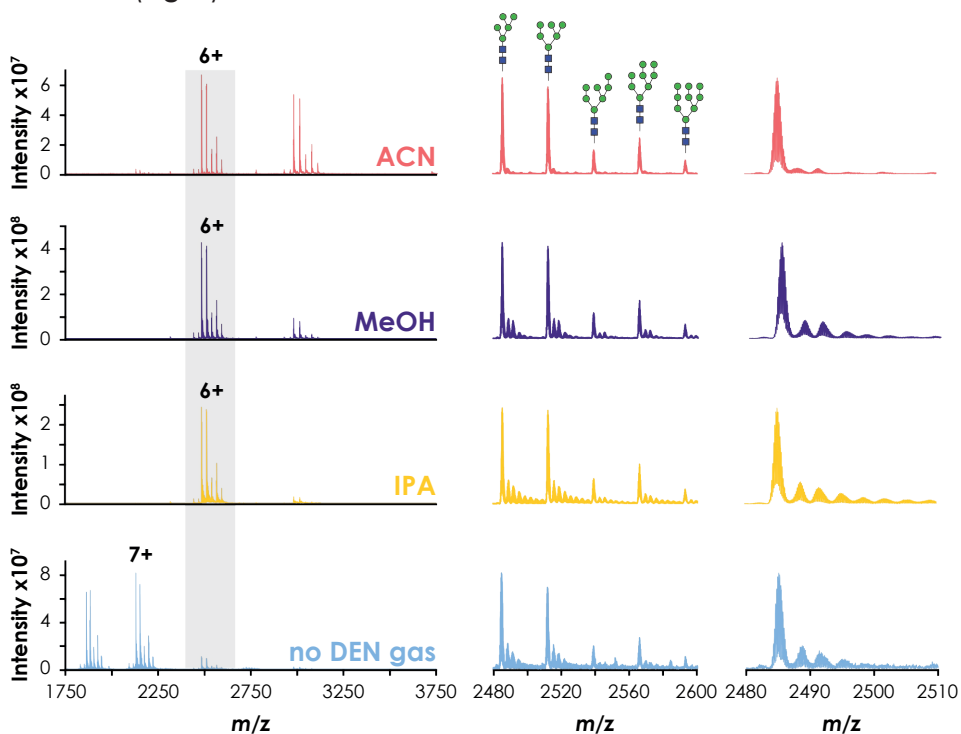 6+
Intensity x10⁷
6
4
2
0
ACN
6+
Intensity x10⁸
4
2
0
MeOH
6+
Intensity x10⁸
2
1
0
IPA
7+
Intensity x10⁷
8
4
0
no DEN gas
1750 2250 2750 3250 3750
2480 2520 2560 2600
2480 2490 2500 2510
m/z m/z m/z